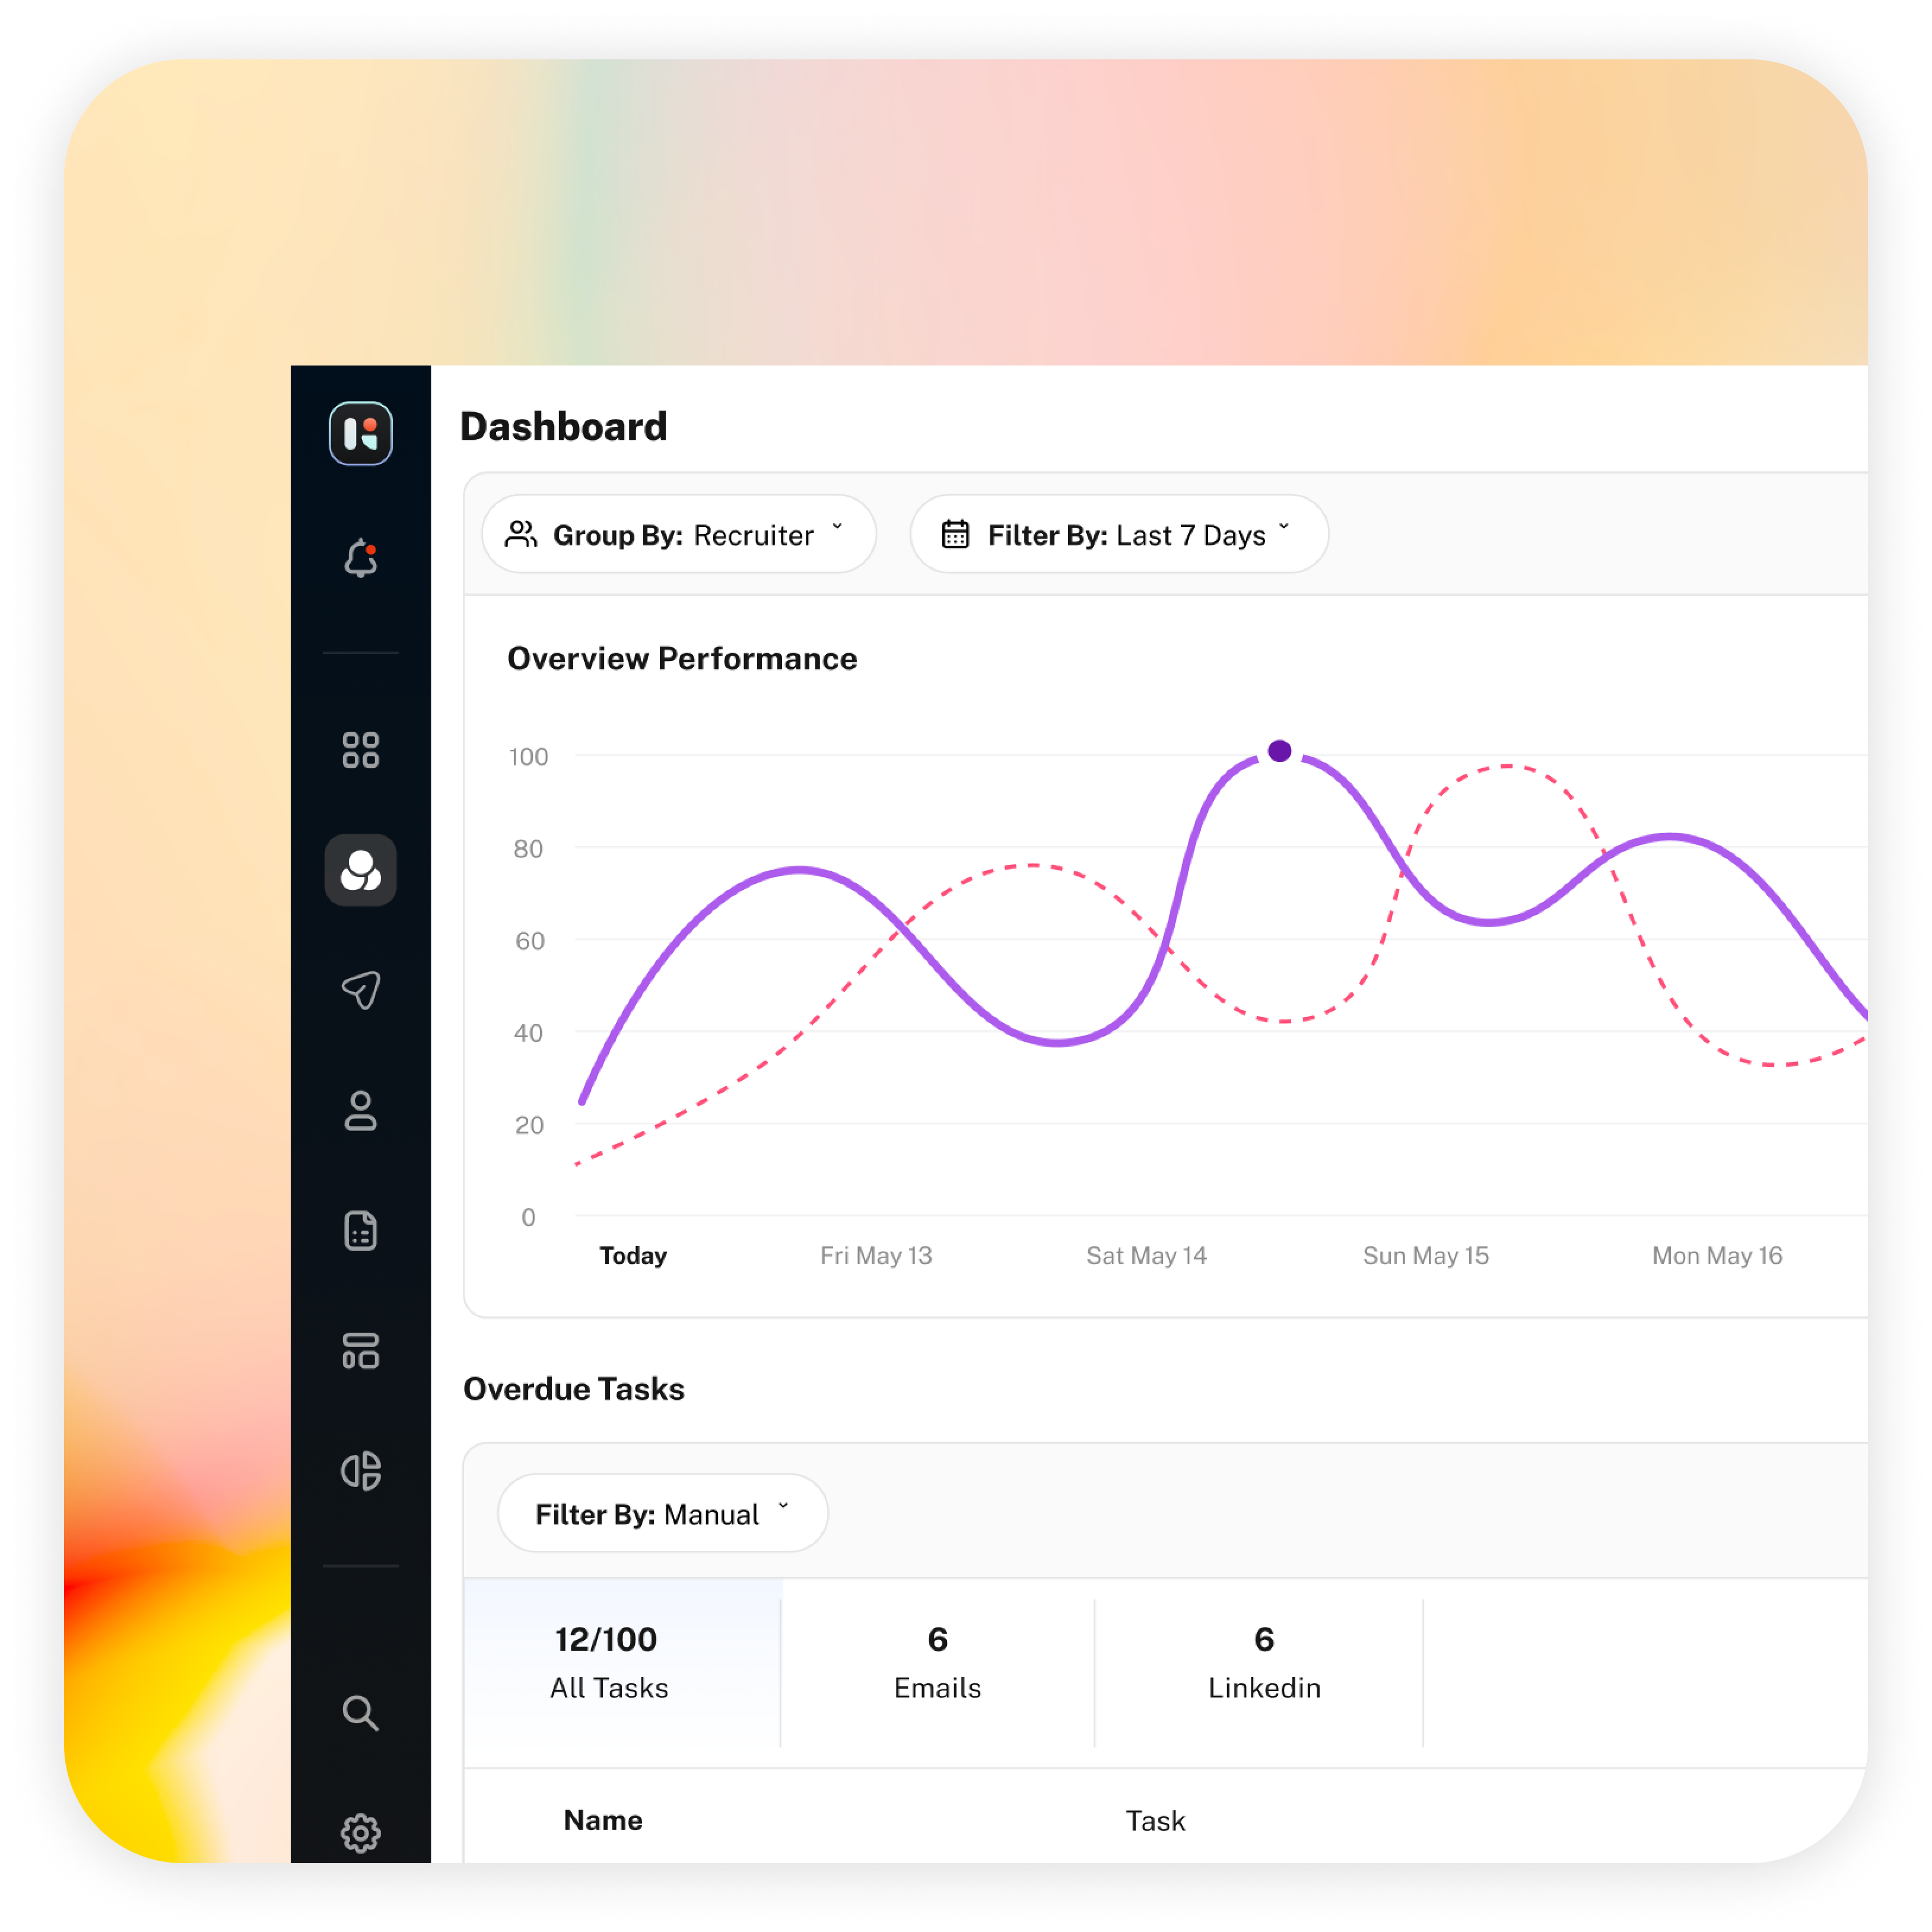 Dashboard
Group By: Recruiter
Filter By: Last 7 Days
Overview Performance
100
80
60
40
20
0
Today
Fri May 13
Sat May 14
Sun May 15
Mon May 16
Overdue Tasks
Filter By: Manual
12/100
All Tasks
6
Emails
6
Linkedin
Name
Task